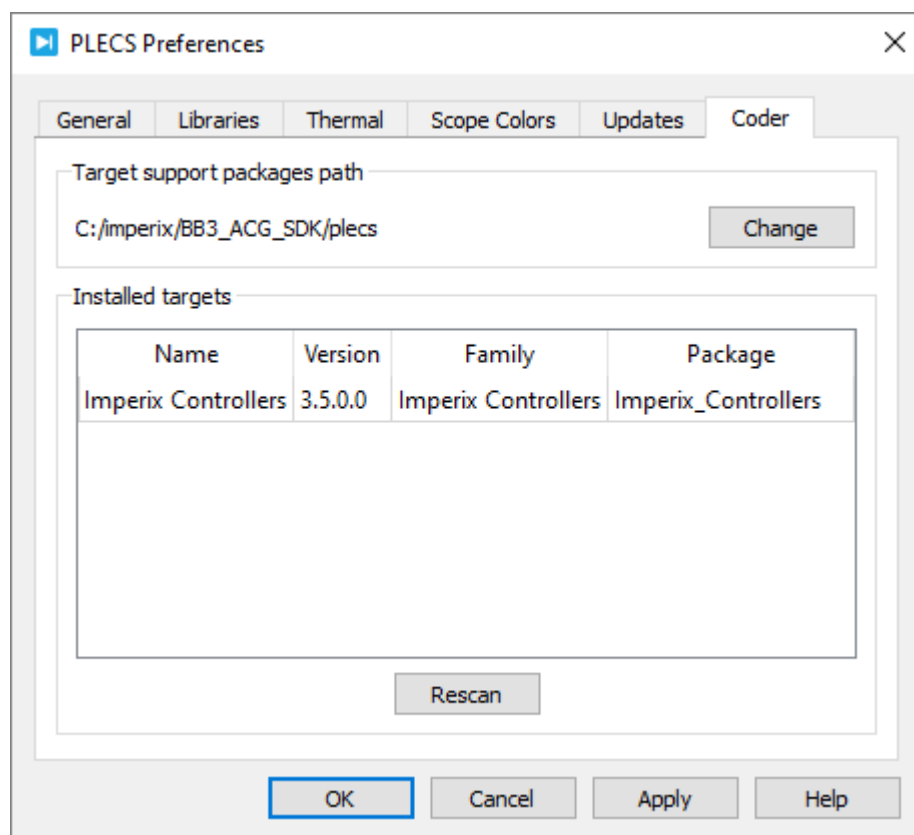 PLECS Preferences
General Libraries Thermal Scope Colors Updates Coder
Target support packages path
C:/imperix/BB3_ACG_SDK/plecs Change
Installed targets
Name Version Family Package
Imperix Controllers 3.5.0.0 Imperix Controllers Imperix_Controllers
Rescan
OK Cancel Apply Help